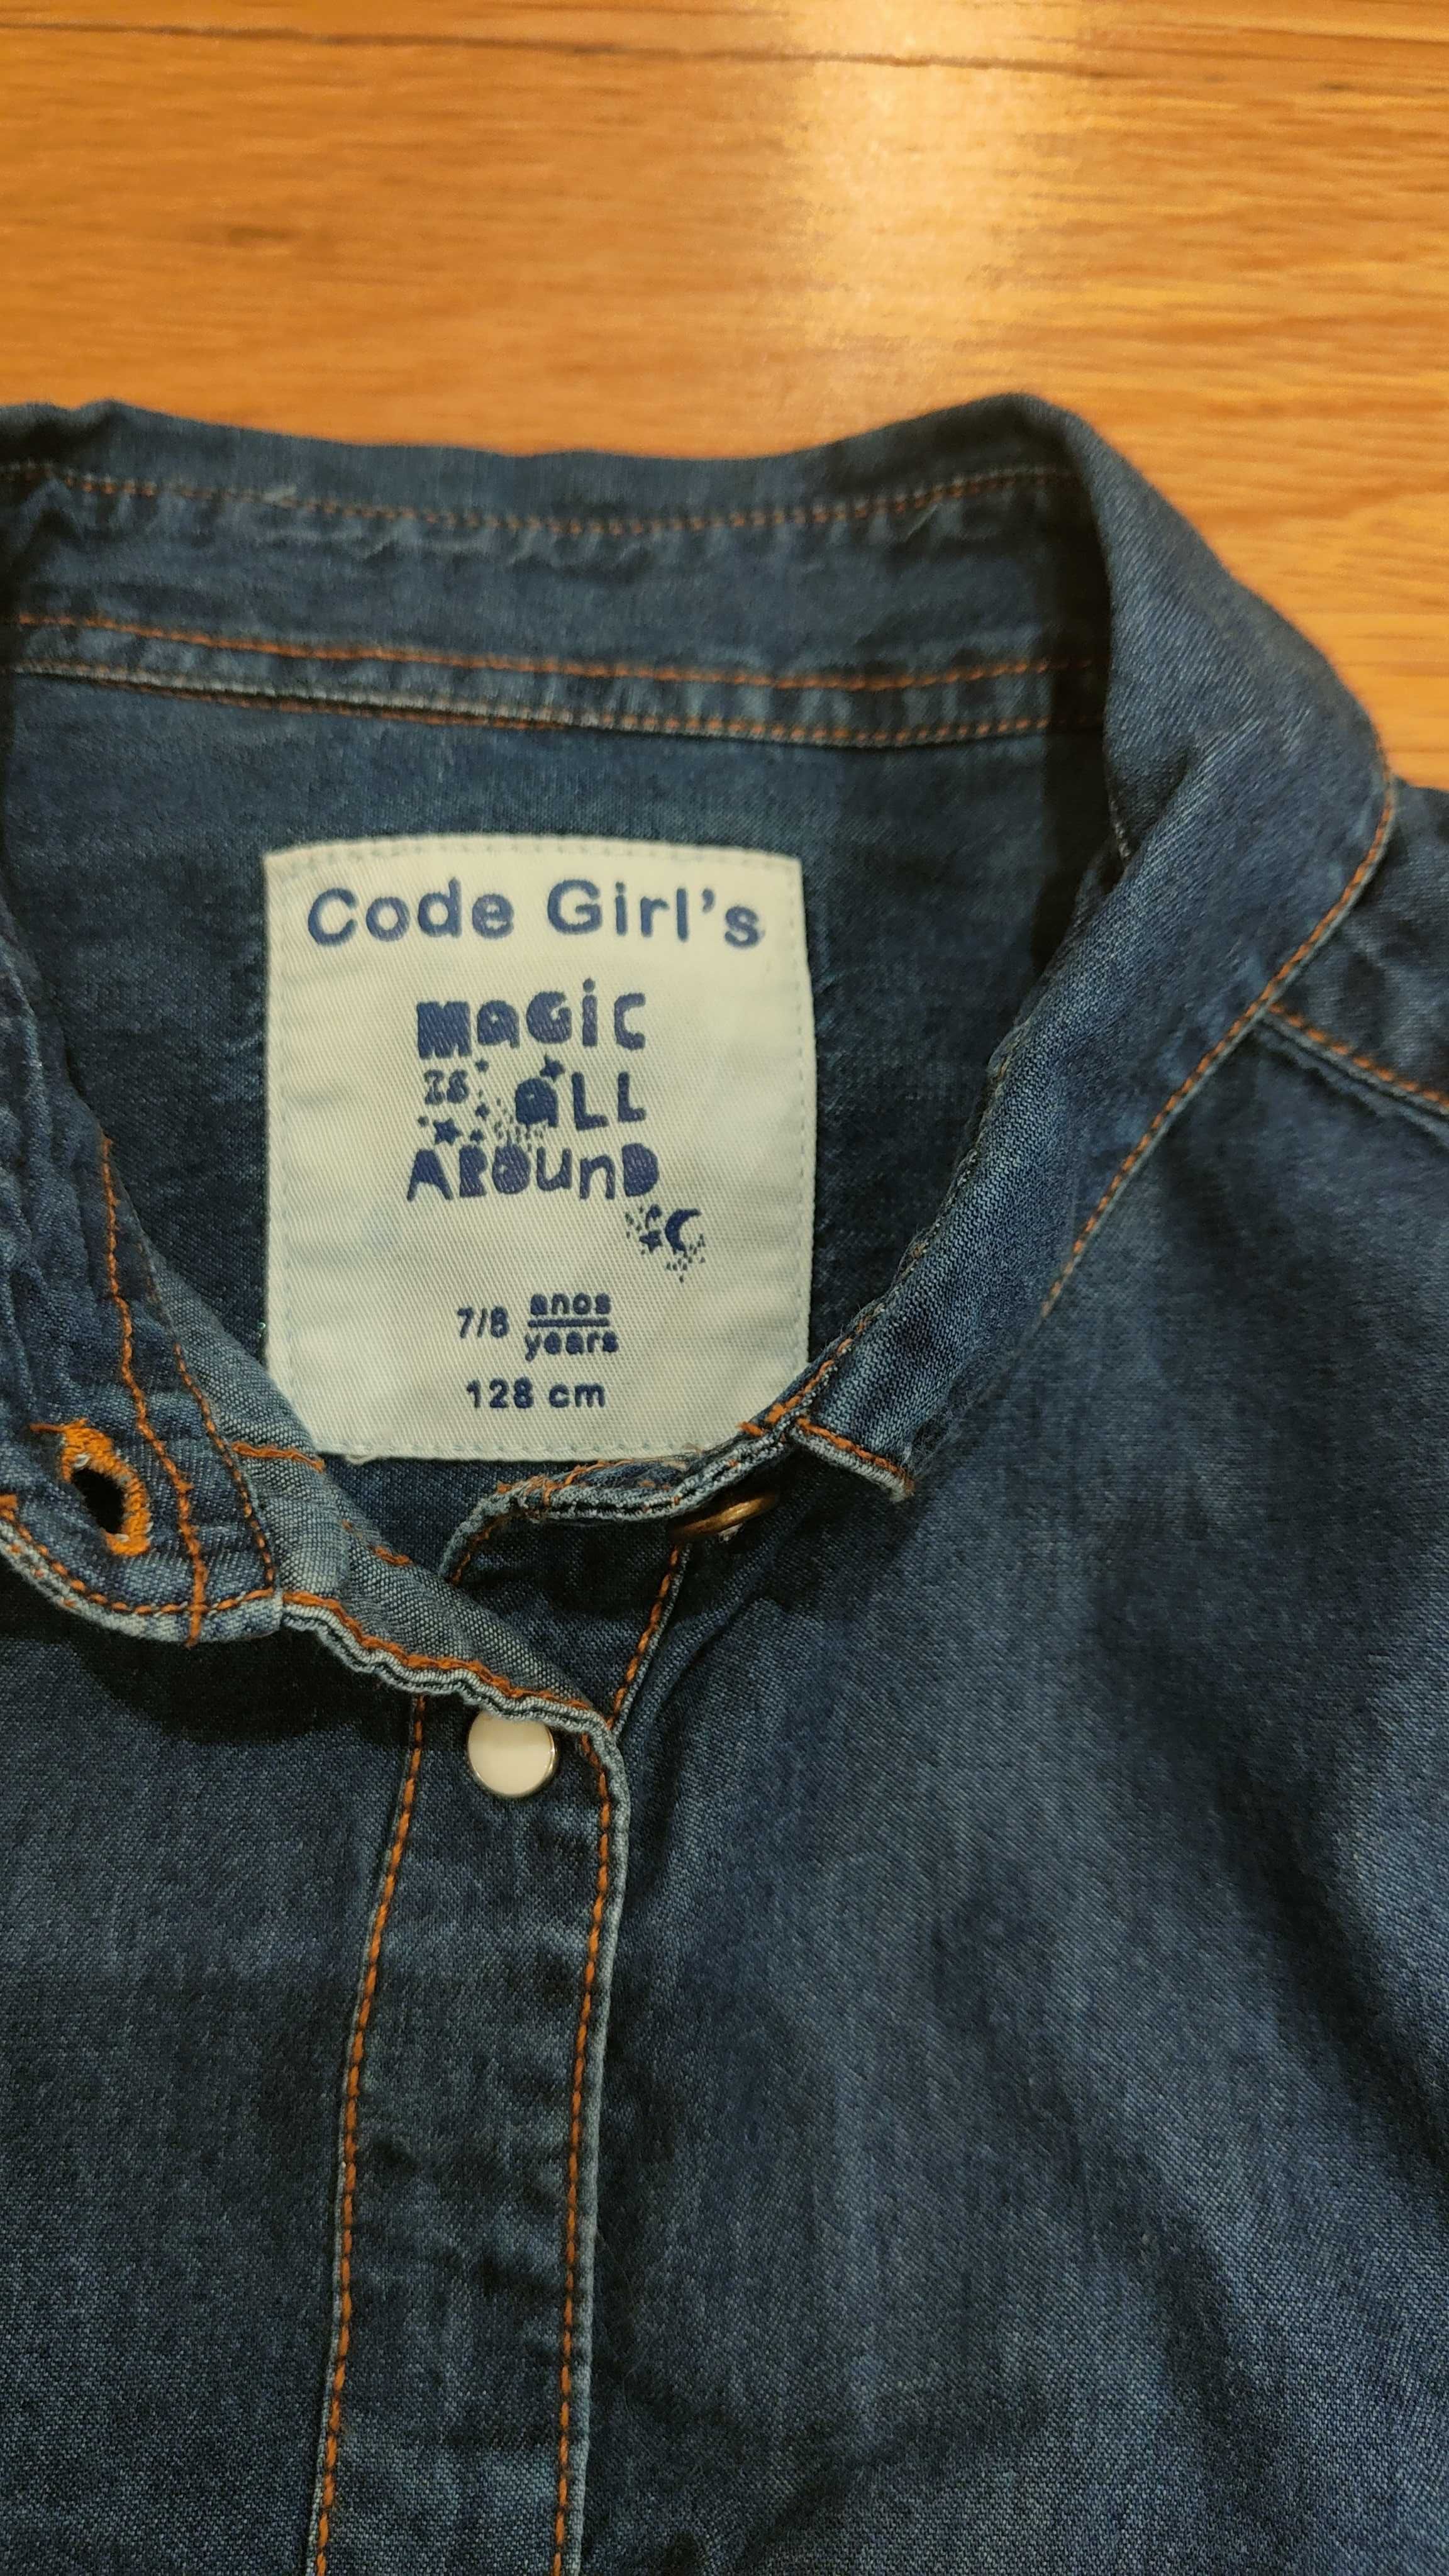 Code Girl's
MaGiC
IS aLL
AROunD
7/8 anos
years
128 cm